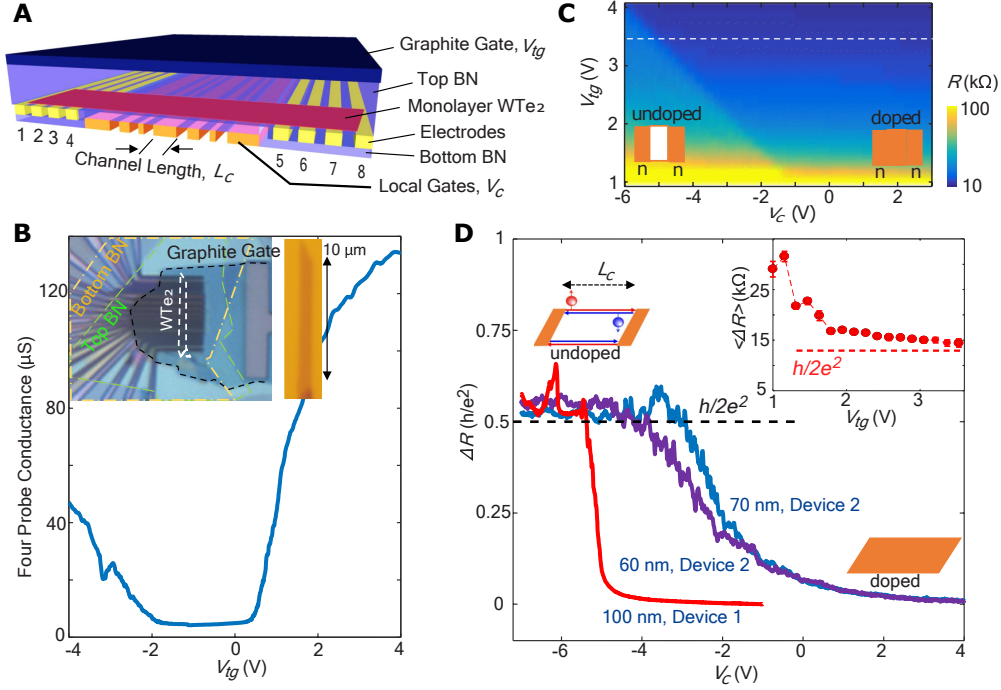 A
Graphite Gate, Vtg
Top BN
Monolayer WTe2
Electrodes
Bottom BN
Local Gates, Vc
1 2 3 4
5 6 7 8
Channel Length, Lc
B
Four Probe Conductance (µS)
120
80
40
0
-4 -2 0 2 4
Vtg (V)
Bottom BN
Top BN
WTe2
Graphite Gate
10 µm
C
Vtg (V)
4
3
2
1
-6 -4 -2 0 2
Vc (V)
undoped
n n
doped
n n
R (kΩ)
100
10
D
ΔR (h/e2)
1
0.75
0.5
0.25
0
-6 -4 -2 0 2 4
Vc (V)
Lc
undoped
h/2e2
70 nm, Device 2
60 nm, Device 2
100 nm, Device 1
doped
<ΔR> (kΩ)
25
15
1 2 3
Vtg (V)
h/2e2